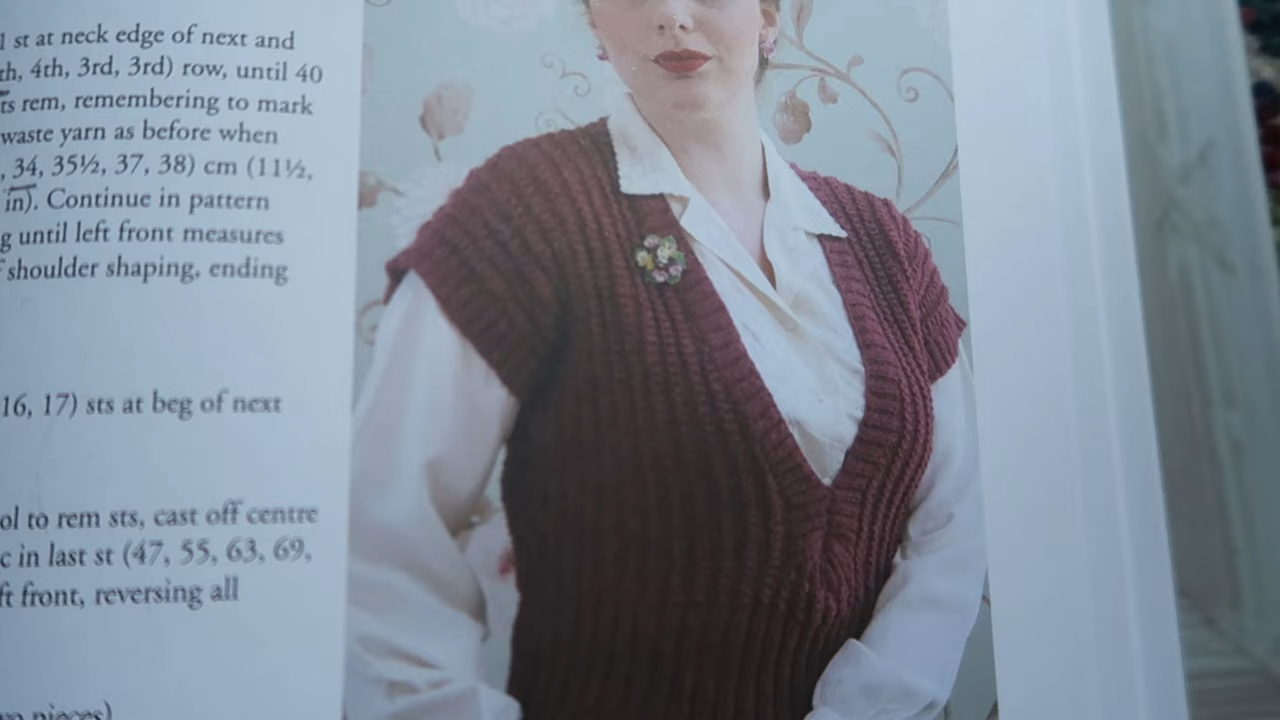 1 st at neck edge of next and
th, 4th, 3rd, 3rd) row, until 40
ts rem, remembering to mark
waste yarn as before when
, 34, 35½, 37, 38) cm (11½,
in). Continue in pattern
g until left front measures
shoulder shaping, ending
16, 17) sts at beg of next
ol to rem sts, cast off centre
c in last st (47, 55, 63, 69,
ft front, reversing all
pieces)